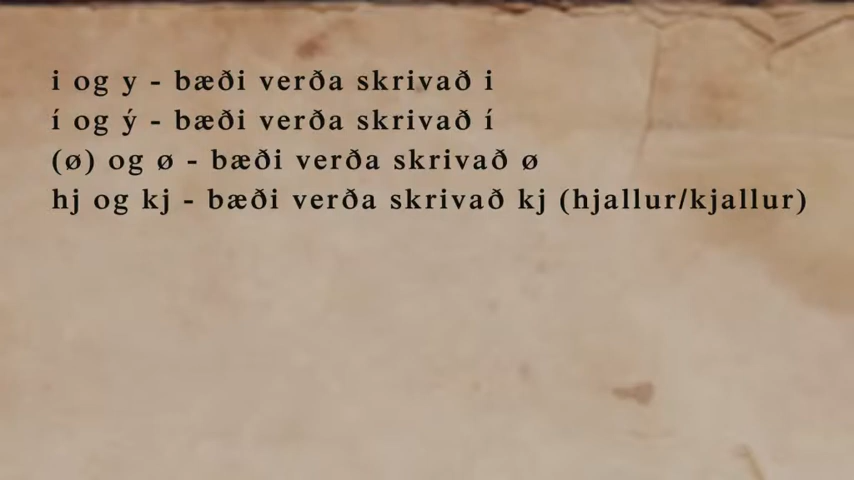 i og y - bæði verða skrivað i
í og ý - bæði verða skrivað í
(ø) og ø - bæði verða skrivað ø
hj og kj - bæði verða skrivað kj (hjallur/kjallur)